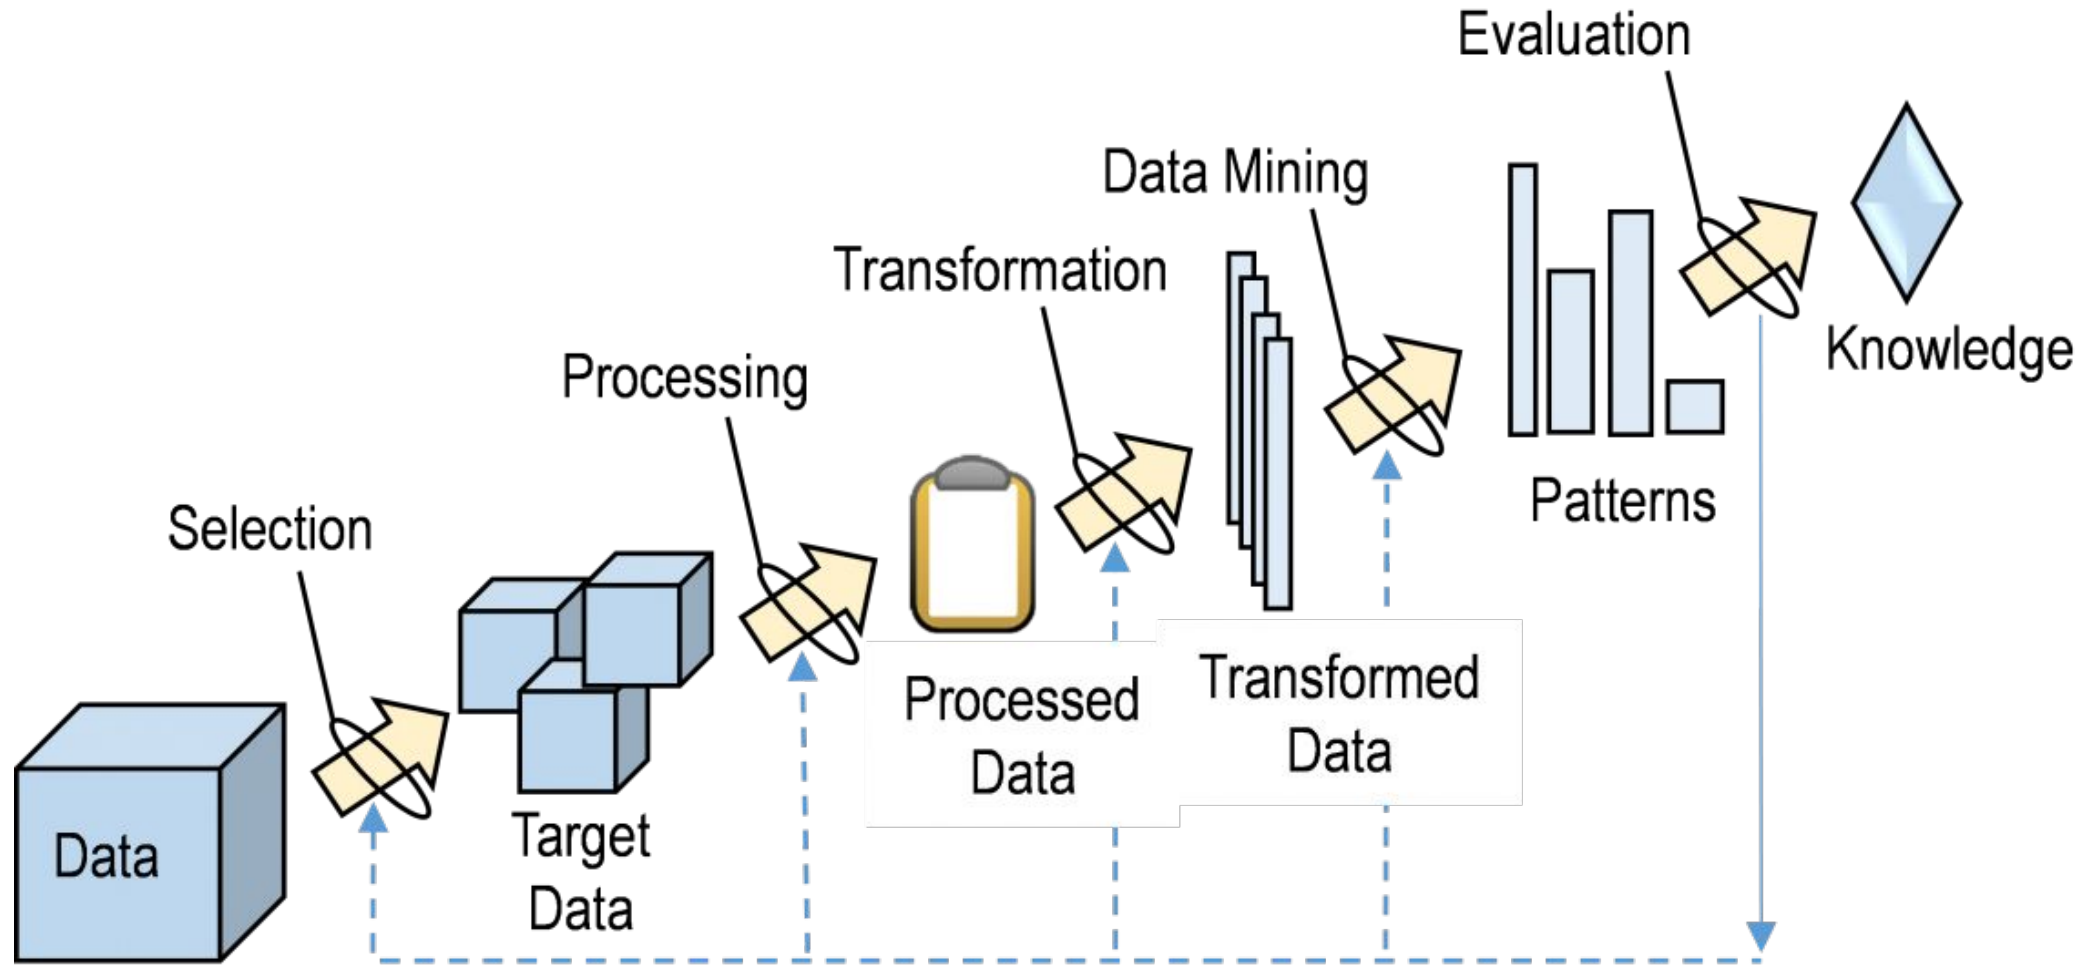 Evaluation
Data Mining
Transformation
Knowledge
Processing
Patterns
Selection
Transformed
Data
Processed
Data
Target
Data
Data